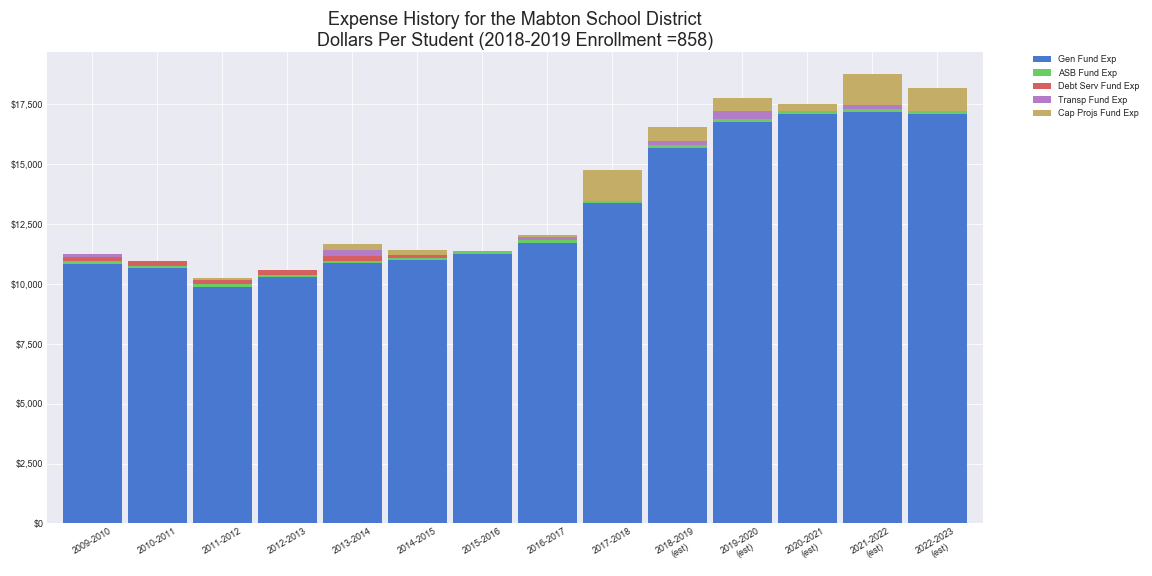 Expense History for the Mabton School District
Dollars Per Student (2018-2019 Enrollment =858)
Gen Fund Exp
ASB Fund Exp
Debt Serv Fund Exp
Transp Fund Exp
Cap Projs Fund Exp
$17,500
$15,000
$12,500
$10,000
$7,500
$5,000
$2,500
$0
2009-2010
2010-2011
2011-2012
2012-2013
2013-2014
2014-2015
2015-2016
2016-2017
2017-2018
2018-2019
(est)
2019-2020
(est)
2020-2021
(est)
2021-2022
(est)
2022-2023
(est)